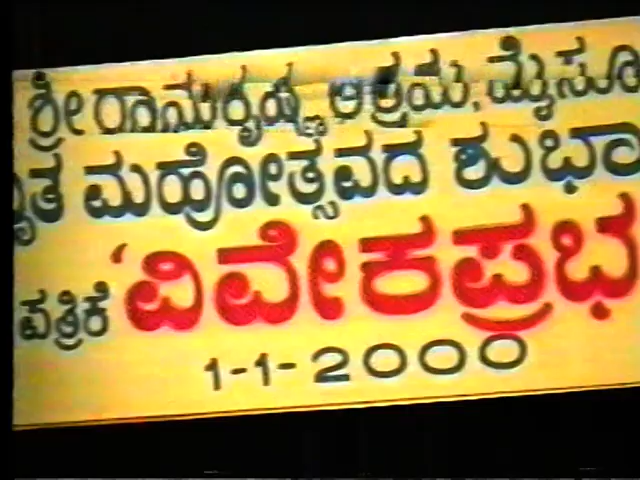 ಶ್ರೀ ರಾಮಕೃಷ್ಣ ಆಶ್ರಮ, ಮೈಸೂ
ಮಹೋತ್ಸವದ ಶುಭಾ
ಪತ್ರಿಕೆ 'ವಿವೇಕಪ್ರಭ
1-1-2000